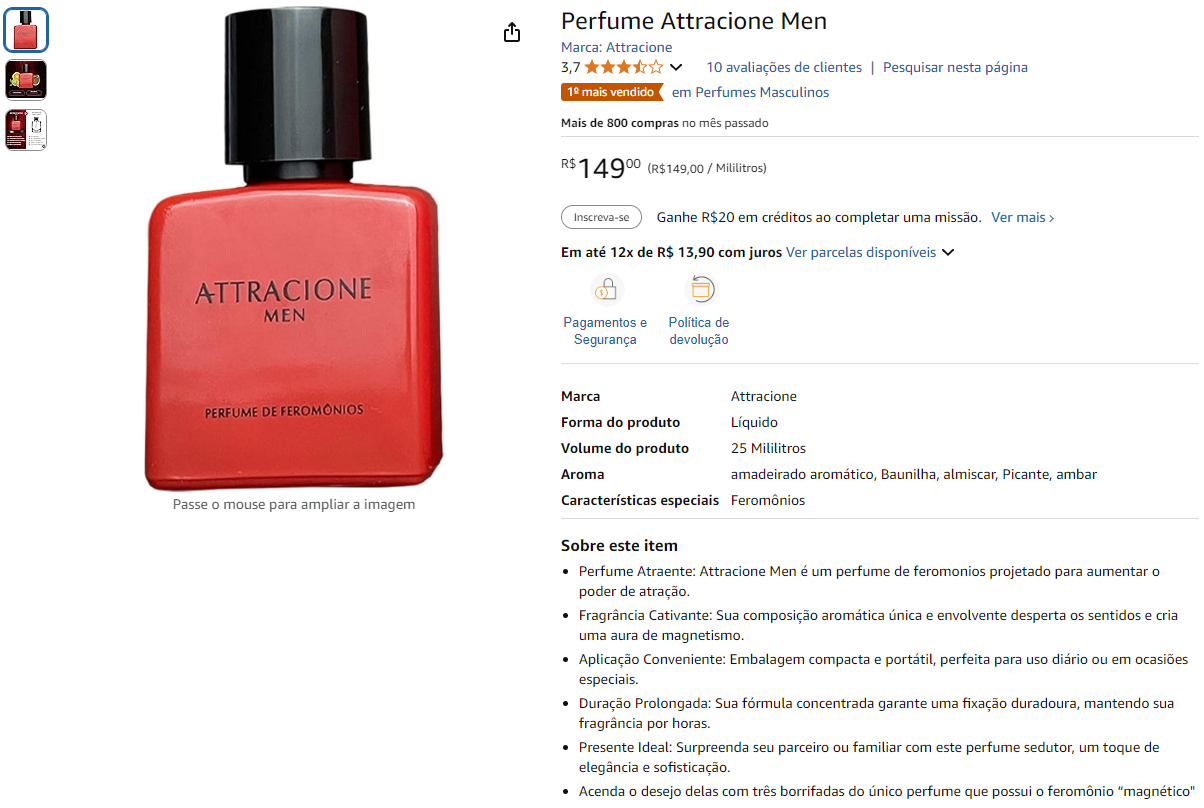 ATTRACIONE
MEN
PERFUME DE FEROMÔNIOS
Passe o mouse para ampliar a imagem
Perfume Attracione Men
Marca: Attracione
3,7 10 avaliações de clientes | Pesquisar nesta página
1º mais vendido em Perfumes Masculinos
Mais de 800 compras no mês passado
R$149,00 (R$149,00 / Mililitros)
Inscreva-se Ganhe R$20 em créditos ao completar uma missão. Ver mais ›
Em até 12x de R$ 13,90 com juros Ver parcelas disponíveis
Pagamentos e
Segurança
Política de
devolução
Marca Attracione
Forma do produto Líquido
Volume do produto 25 Mililitros
Aroma amadeirado aromático, Baunilha, almiscar, Picante, ambar
Características especiais Feromônios
Sobre este item
• Perfume Atraente: Attracione Men é um perfume de feromonios projetado para aumentar o
poder de atração.
• Fragrância Cativante: Sua composição aromática única e envolvente desperta os sentidos e cria
uma aura de magnetismo.
• Aplicação Conveniente: Embalagem compacta e portátil, perfeita para uso diário ou em ocasiões
especiais.
• Duração Prolongada: Sua fórmula concentrada garante uma fixação duradoura, mantendo sua
fragrância por horas.
• Presente Ideal: Surpreenda seu parceiro ou familiar com este perfume sedutor, um toque de
elegância e sofisticação.
• Acenda o desejo delas com três borrifadas do único perfume que possui o feromônio “magnético"